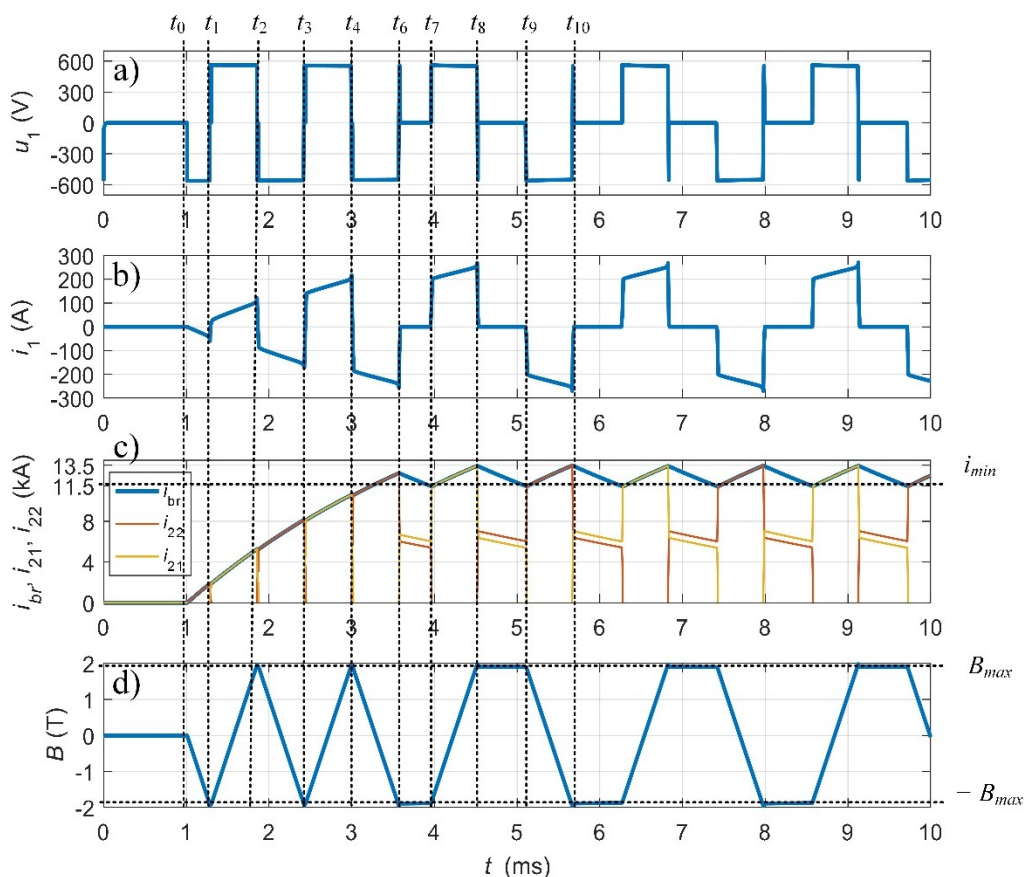 t0 t1 t2 t3 t4 t6 t7 t8 t9 t10
a)
u1 (V)
600
300
0
-300
-600
0 1 2 3 4 5 6 7 8 9 10
b)
i1 (A)
300
200
100
0
-100
-200
-300
0 1 2 3 4 5 6 7 8 9 10
c)
ibr, i21, i22 (kA)
13.5
11.5
8
4
0
ibr
i22
i21
imin
0 1 2 3 4 5 6 7 8 9 10
d)
B (T)
2
1
0
-1
-2
Bmax
− Bmax
0 1 2 3 4 5 6 7 8 9 10
t (ms)